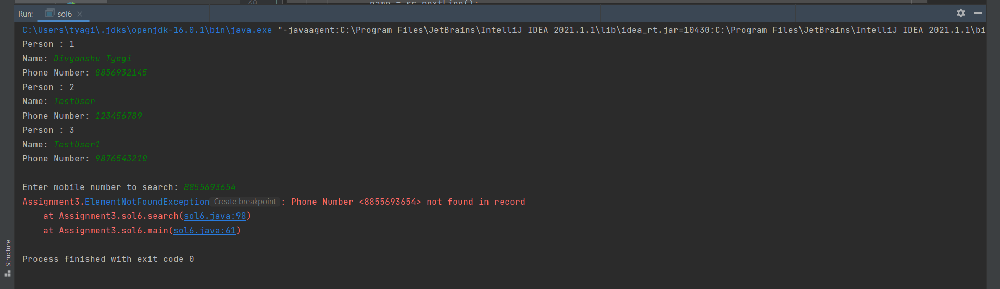 40 name = sc.nextLine();
Run: sol6
C:\Users\tyagi\.jdks\openjdk-16.0.1\bin\java.exe "-javaagent:C:\Program Files\JetBrains\IntelliJ IDEA 2021.1.1\lib\idea_rt.jar=10430:C:\Program Files\JetBrains\IntelliJ IDEA 2021.1.1\bi
Person : 1
Name: Divyanshu Tyagi
Phone Number: 8856932145
Person : 2
Name: TestUser
Phone Number: 123456789
Person : 3
Name: TestUser1
Phone Number: 9876543210
Enter mobile number to search: 8855693654
Assignment3.ElementNotFoundException Create breakpoint : Phone Number <8855693654> not found in record
at Assignment3.sol6.search(sol6.java:98)
at Assignment3.sol6.main(sol6.java:61)
Process finished with exit code 0
Structure